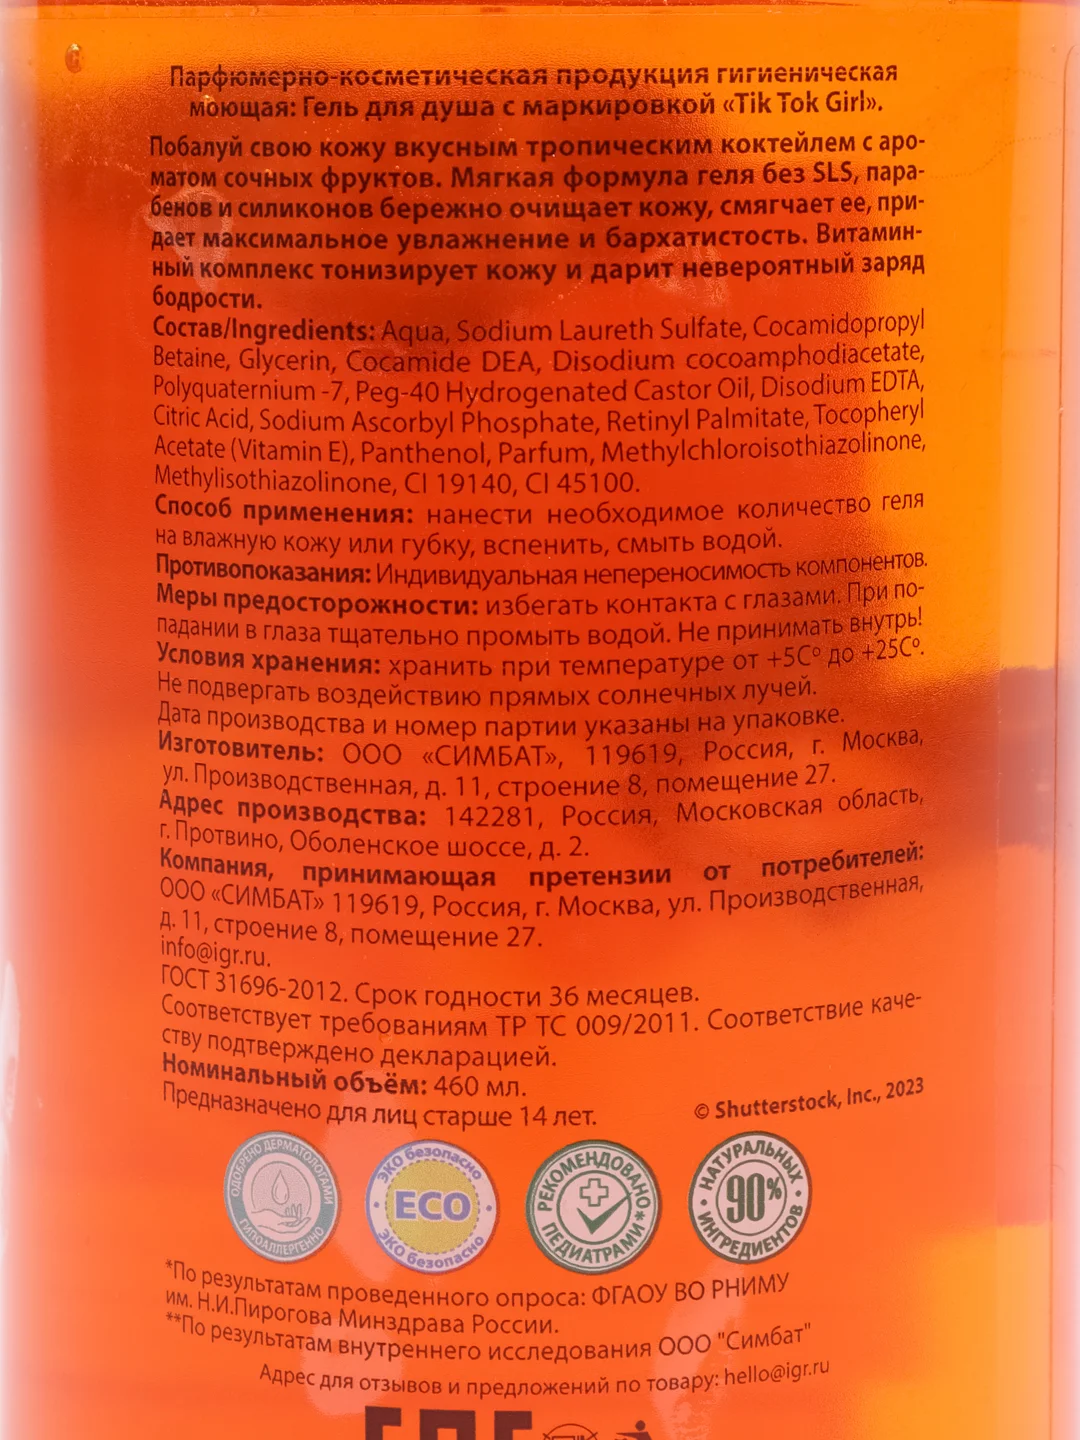 Парфюмерно-косметическая продукция гигиеническая
моющая: Гель для душа с маркировкой «Tik Tok Girl».
Побалуй свою кожу вкусным тропическим коктейлем с аро-
матом сочных фруктов. Мягкая формула геля без SLS, пара-
бенов и силиконов бережно очищает кожу, смягчает ее, при-
дает максимальное увлажнение и бархатистость. Витамин-
ный комплекс тонизирует кожу и дарит невероятный заряд
бодрости.
Состав/Ingredients: Aqua, Sodium Laureth Sulfate, Cocamidopropyl
Betaine, Glycerin, Cocamide DEA, Disodium cocoamphodiacetate,
Polyquaternium -7, Peg-40 Hydrogenated Castor Oil, Disodium EDTA,
Citric Acid, Sodium Ascorbyl Phosphate, Retinyl Palmitate, Tocopheryl
Acetate (Vitamin E), Panthenol, Parfum, Methylchloroisothiazolinone,
Methylisothiazolinone, CI 19140, CI 45100.
Способ применения: нанести необходимое количество геля
на влажную кожу или губку, вспенить, смыть водой.
Противопоказания: Индивидуальная непереносимость компонентов.
Меры предосторожности: избегать контакта с глазами. При по-
падании в глаза тщательно промыть водой. Не принимать внутрь!
Условия хранения: хранить при температуре от +5С° до +25С°.
Не подвергать воздействию прямых солнечных лучей.
Дата производства и номер партии указаны на упаковке.
Изготовитель: ООО «СИМБАТ», 119619, Россия, г. Москва,
ул. Производственная, д. 11, строение 8, помещение 27.
Адрес производства: 142281, Россия, Московская область,
г. Протвино, Оболенское шоссе, д. 2.
Компания, принимающая претензии от потребителей:
ООО «СИМБАТ» 119619, Россия, г. Москва, ул. Производственная,
д. 11, строение 8, помещение 27.
info@igr.ru.
ГОСТ 31696-2012. Срок годности 36 месяцев.
Соответствует требованиям ТР ТС 009/2011. Соответствие каче-
ству подтверждено декларацией.
Номинальный объём: 460 мл.
Предназначено для лиц старше 14 лет.
© Shutterstock, Inc., 2023
ОДОБРЕНО ДЕРМАТОЛОГАМИ
ГИПОАЛЛЕРГЕННО
ЭКО безопасно
ECO
ЭКО безопасно
РЕКОМЕНДОВАНО
ПЕДИАТРАМИ*
НАТУРАЛЬНЫХ
90%
ИНГРЕДИЕНТОВ
*По результатам проведенного опроса: ФГАОУ ВО РНИМУ
им. Н.И.Пирогова Минздрава России.
**По результатам внутреннего исследования ООО "Симбат"
Адрес для отзывов и предложений по товару: hello@igr.ru